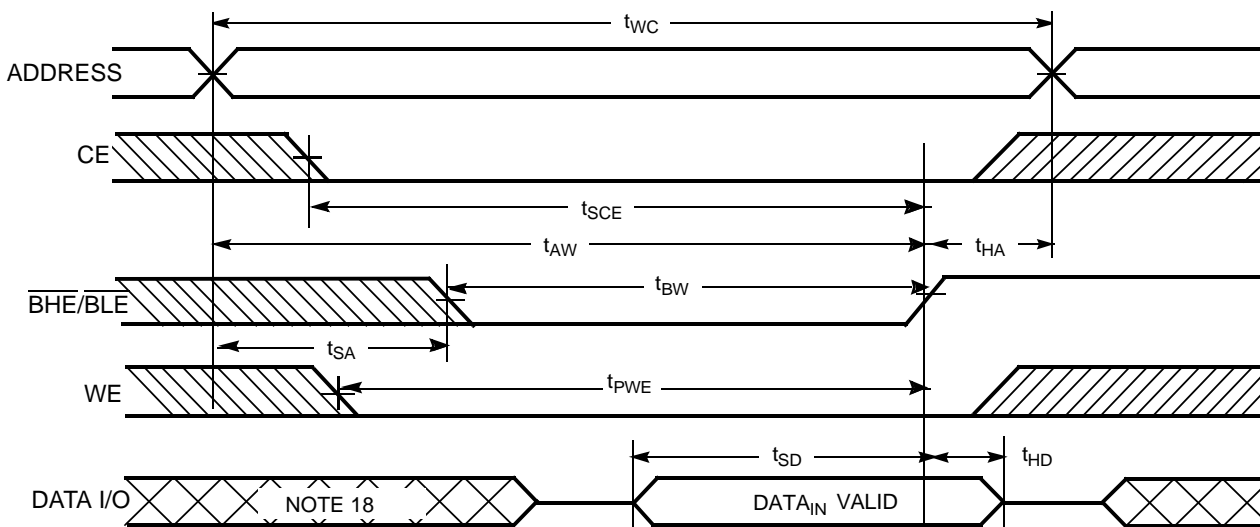 tWC
ADDRESS
CE
tSCE
tAW
tHA
BHE/BLE
tBW
tSA
WE
tPWE
tSD
tHD
DATA I/O
NOTE 18
DATAIN VALID